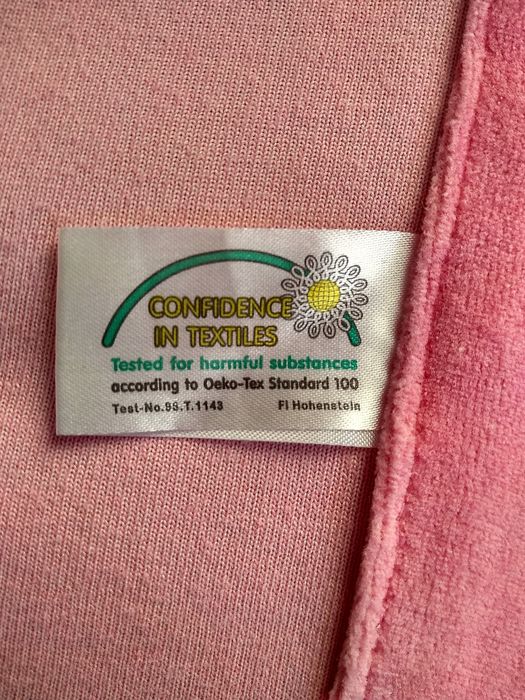 CONFIDENCE
IN TEXTILES
Tested for harmful substances
according to Oeko-Tex Standard 100
Test-No.98.T.1143 FI Hohenstein